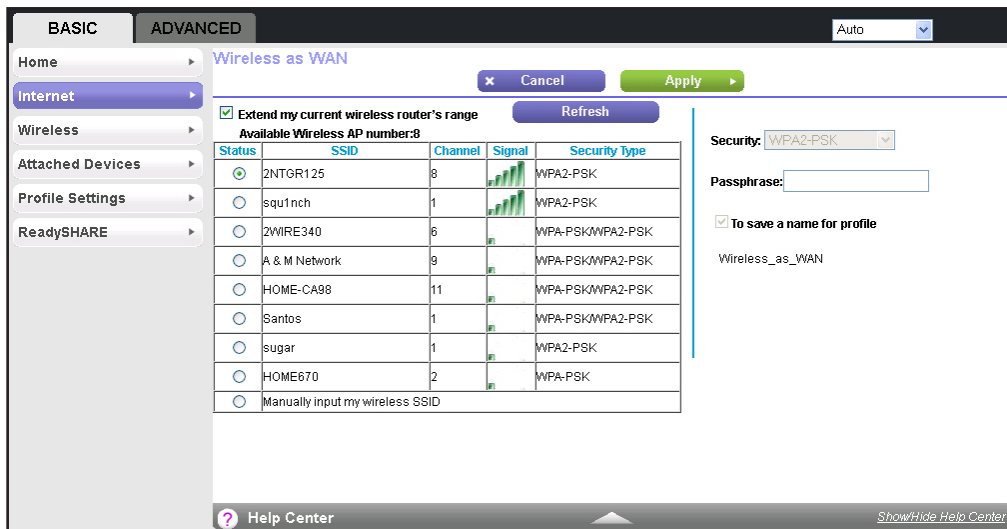 BASIC ADVANCED Auto
Home
Internet
Wireless
Attached Devices
Profile Settings
ReadySHARE
Wireless as WAN
Cancel Apply
Extend my current wireless router's range Refresh
Available Wireless AP number:8
Status SSID Channel Signal Security Type
2NTGR125 8 WPA2-PSK
squ1nch 1 WPA2-PSK
2WIRE340 6 WPA-PSK/WPA2-PSK
A & M Network 9 WPA-PSK/WPA2-PSK
HOME-CA98 11 WPA-PSK/WPA2-PSK
Santos 1 WPA-PSK/WPA2-PSK
sugar 1 WPA2-PSK
HOME670 2 WPA-PSK
Manually input my wireless SSID
Security: WPA2-PSK
Passphrase:
To save a name for profile
Wireless_as_WAN
? Help Center Show/Hide Help Center